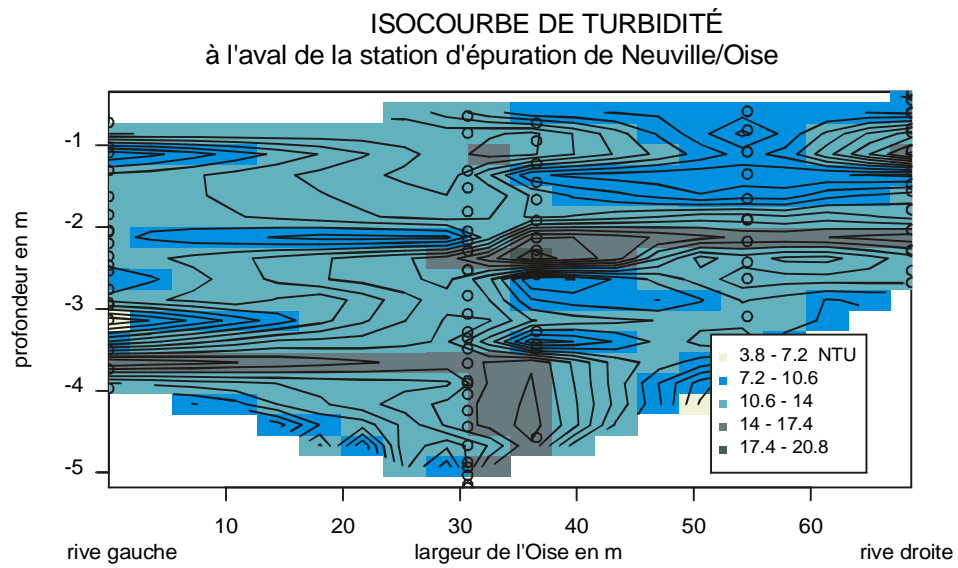 ISOCOURBE DE TURBIDITÉ
à l'aval de la station d'épuration de Neuville/Oise
profondeur en m
-1
-2
-3
-4
-5
3.8 - 7.2 NTU
7.2 - 10.6
10.6 - 14
14 - 17.4
17.4 - 20.8
10 20 30 40 50 60
rive gauche largeur de l'Oise en m rive droite